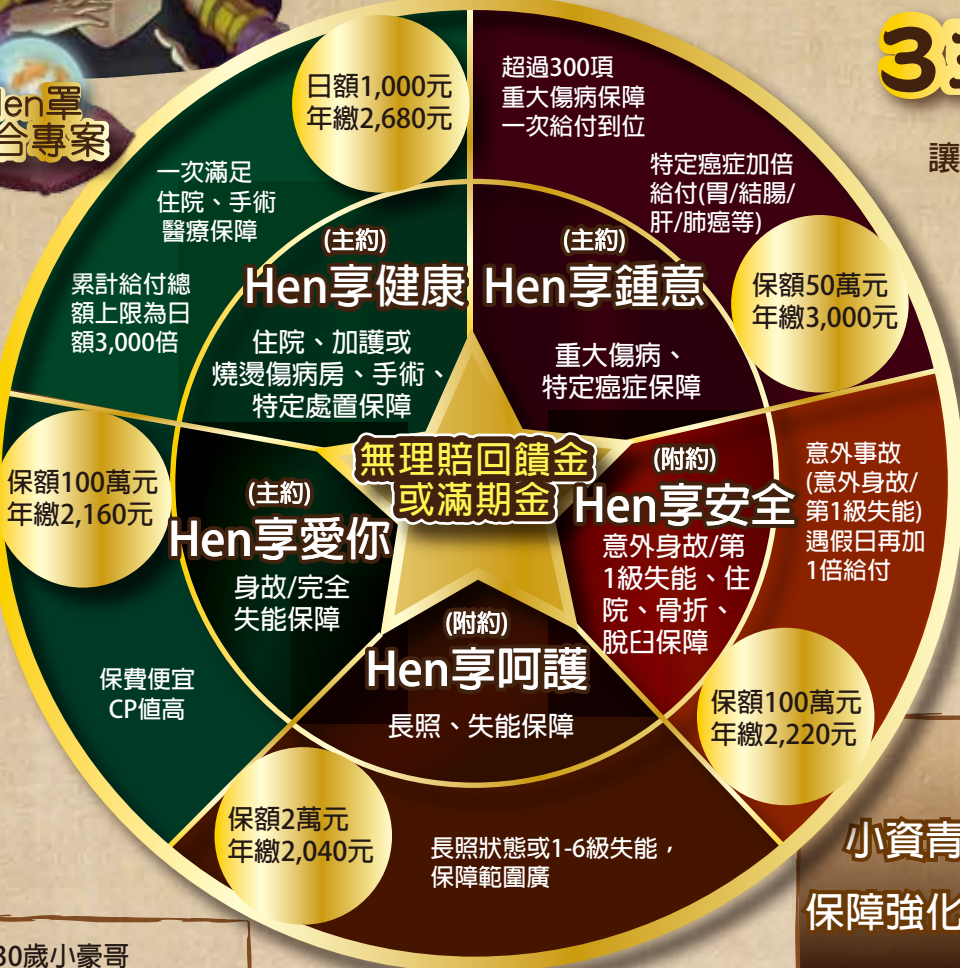 en罩
合專案
日額1,000元
年繳2,680元
一次滿足
住院、手術
醫療保障
累計給付總
額上限為日
額3,000倍
(主約)
Hen享健康
住院、加護或
燒燙傷病房、手術、
特定處置保障
超過300項
重大傷病保障
一次給付到位
特定癌症加倍
給付(胃/結腸/
肝/肺癌等)
保額50萬元
年繳3,000元
(主約)
Hen享鍾意
重大傷病、
特定癌症保障
3
讓
無理賠回饋金
或滿期金
保額100萬元
年繳2,160元
(主約)
Hen享愛你
身故/完全
失能保障
保費便宜
CP值高
(附約)
Hen享安全
意外身故/第
1級失能、住
院、骨折、
脫臼保障
意外事故
(意外身故/
第1級失能)
遇假日再加
1倍給付
保額100萬元
年繳2,220元
(附約)
Hen享呵護
長照、失能保障
保額2萬元
年繳2,040元
長照狀態或1-6級失能，
保障範圍廣
小資青
保障強化
30歲小豪哥